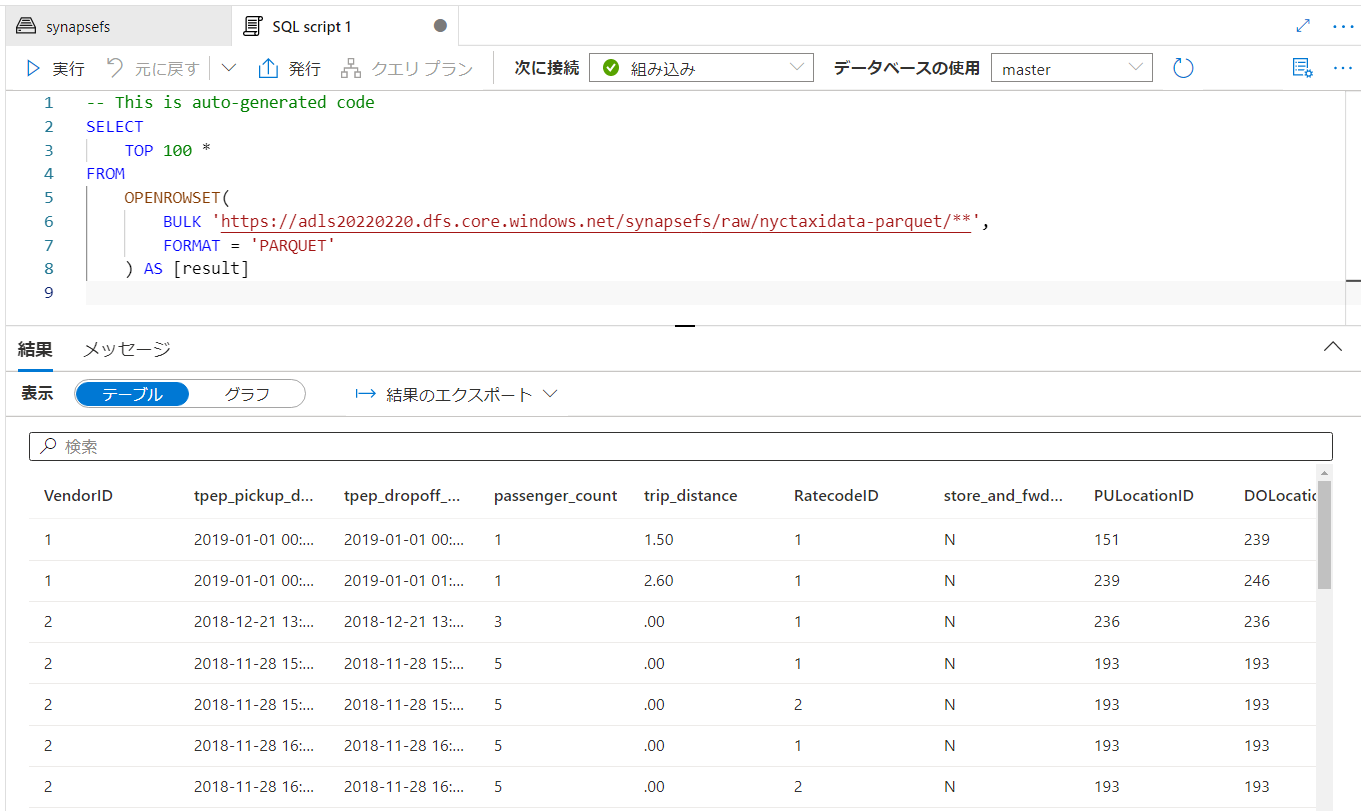 synapsefs SQL script 1
実行 元に戻す 発行 クエリ プラン 次に接続 組み込み データベースの使用 master
1 -- This is auto-generated code
2 SELECT
3 TOP 100 *
4 FROM
5 OPENROWSET(
6 BULK 'https://adls20220220.dfs.core.windows.net/synapsefs/raw/nyctaxidata-parquet/**',
7 FORMAT = 'PARQUET'
8 ) AS [result]
9
結果 メッセージ
表示 テーブル グラフ 結果のエクスポート
検索
VendorID tpep_pickup_d... tpep_dropoff_... passenger_count trip_distance RatecodeID store_and_fwd... PULocationID DOLocatio
1 2019-01-01 00:... 2019-01-01 00:... 1 1.50 1 N 151 239
1 2019-01-01 00:... 2019-01-01 01:... 1 2.60 1 N 239 246
2 2018-12-21 13:... 2018-12-21 13:... 3 .00 1 N 236 236
2 2018-11-28 15:... 2018-11-28 15:... 5 .00 1 N 193 193
2 2018-11-28 15:... 2018-11-28 15:... 5 .00 2 N 193 193
2 2018-11-28 16:... 2018-11-28 16:... 5 .00 1 N 193 193
2 2018-11-28 16:... 2018-11-28 16:... 5 .00 2 N 193 193